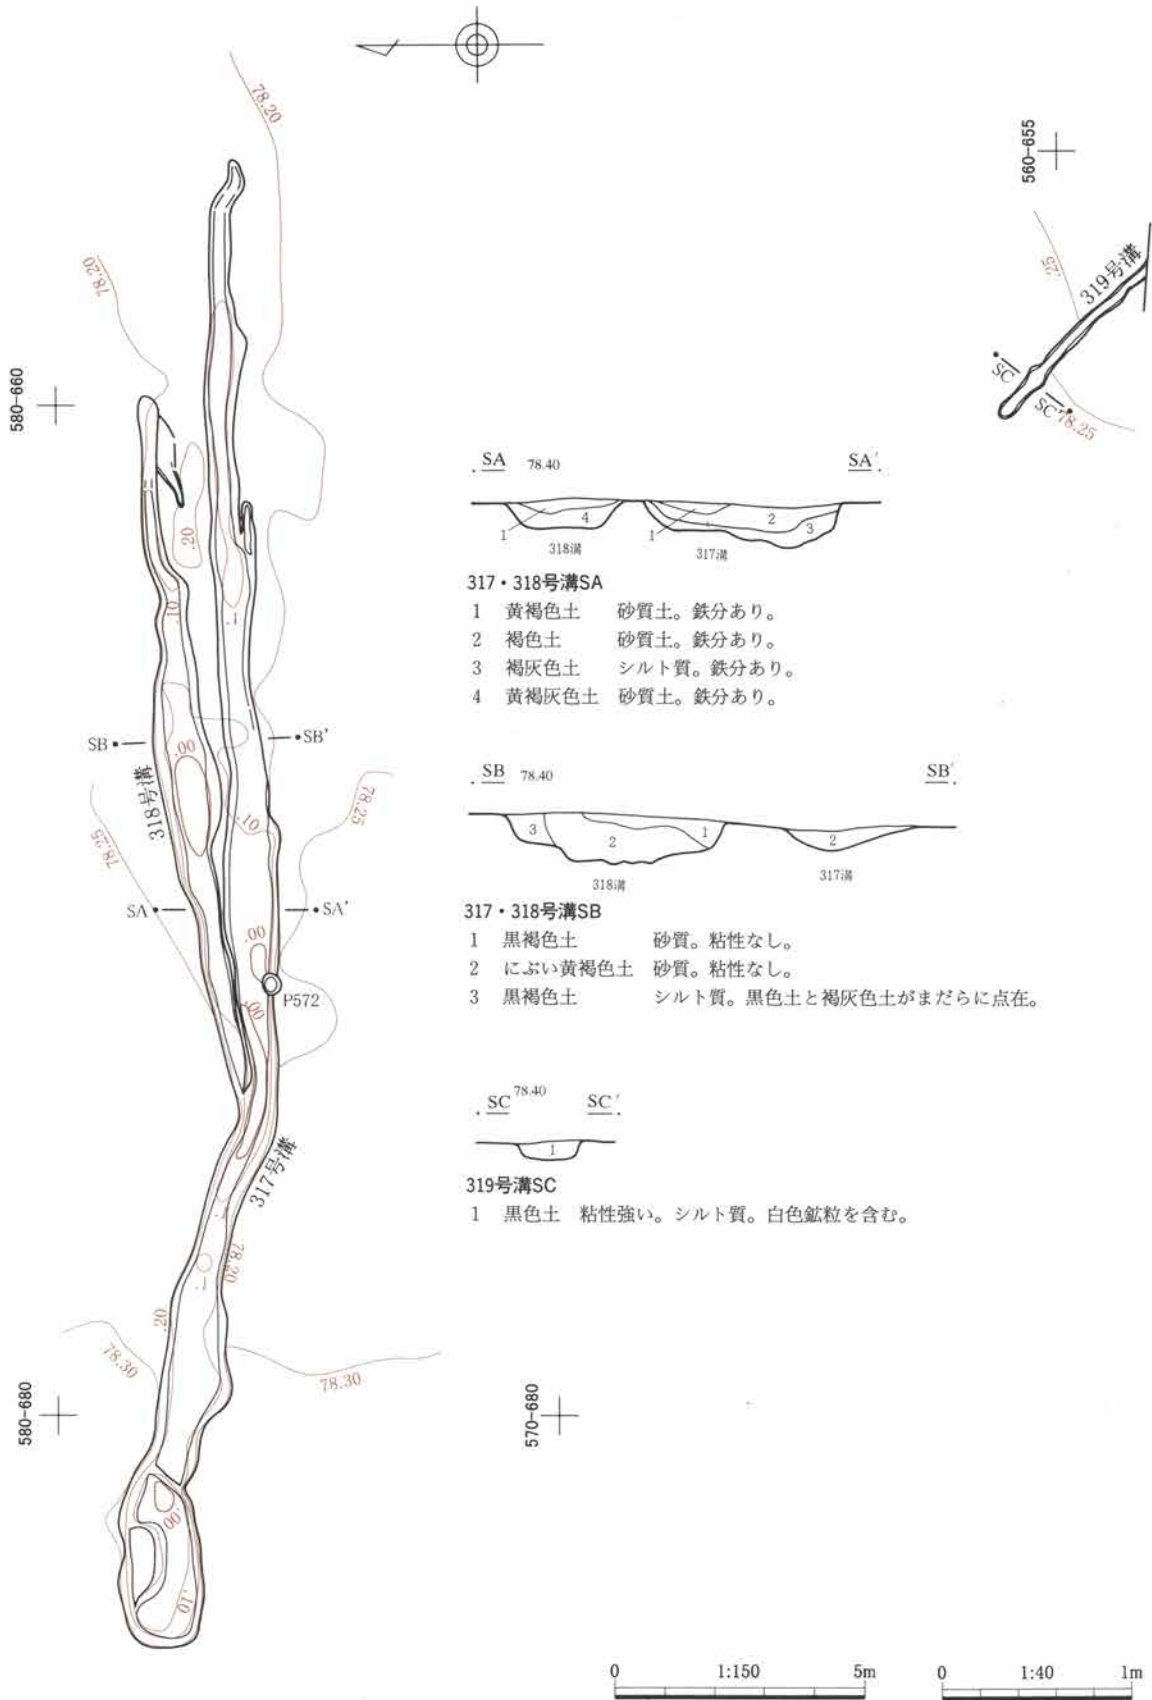 78.20
560-655
.25
319号溝
SC
SC'
78.25
78.20
580-660
.20
.10
.1
SB
SB'
.00
318号溝
.10
78.25
78.25
SA
SA'
.00
P572
.00
317号溝
.1
78.20
.1
.20
78.30
78.30
580-680
570-680
.00
.10
SA 78.40 SA'
1 4 1 2 3
318溝 317溝
317・318号溝SA
1 黄褐色土 砂質土。鉄分あり。
2 褐色土 砂質土。鉄分あり。
3 褐灰色土 シルト質。鉄分あり。
4 黄褐灰色土 砂質土。鉄分あり。
SB 78.40 SB'
3 2 1 2
318溝 317溝
317・318号溝SB
1 黒褐色土 砂質。粘性なし。
2 にぶい黄褐色土 砂質。粘性なし。
3 黒褐色土 シルト質。黒色土と褐灰色土がまだらに点在。
SC 78.40 SC'
1
319号溝SC
1 黒色土 粘性強い。シルト質。白色鉱粒を含む。
0 1:150 5m
0 1:40 1m